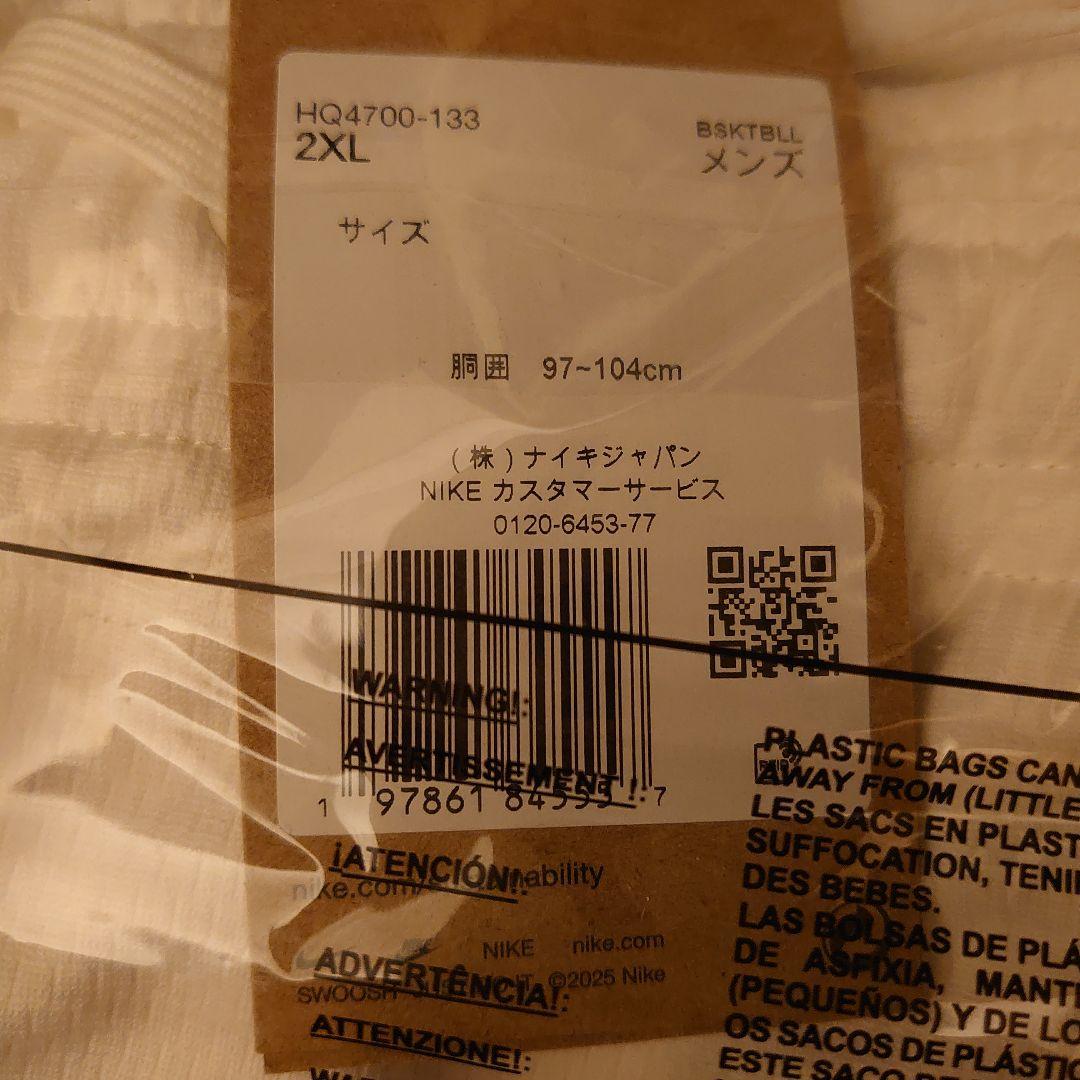 HQ4700-133
2XL
BSKTBLL
メンズ
サイズ
胴囲 97~104cm
(株)ナイキジャパン
NIKE カスタマーサービス
0120-6453-77
WARNING!:
AVERTISSEMENT !:
1 97861 7
¡ATENCIÓN!:
nike.com/
NIKE nike.com
ADVERTÊNCIA!:
SWOOSH ©2025 Nike
ATTENZIONE!:
PLASTIC BAGS CAN
AWAY FROM (LITTLE
LES SACS EN PLAST
SUFFOCATION, TENI
DES BEBES.
LAS BOLSAS DE PLÁ
DE ASFIXIA, MANT
(PEQUEÑOS) Y DE LO
OS SACOS DE PLÁSTIC
ESTE SACO